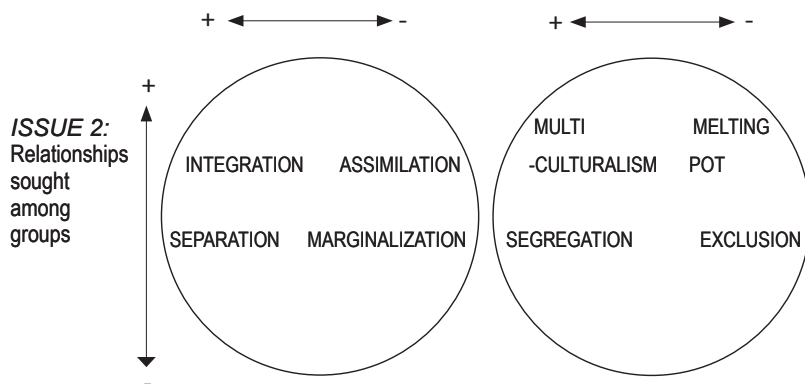 + - + -
+
ISSUE 2:
Relationships
sought
among
groups
MULTI MELTING
INTEGRATION ASSIMILATION -CULTURALISM POT
SEPARATION MARGINALIZATION SEGREGATION EXCLUSION
-